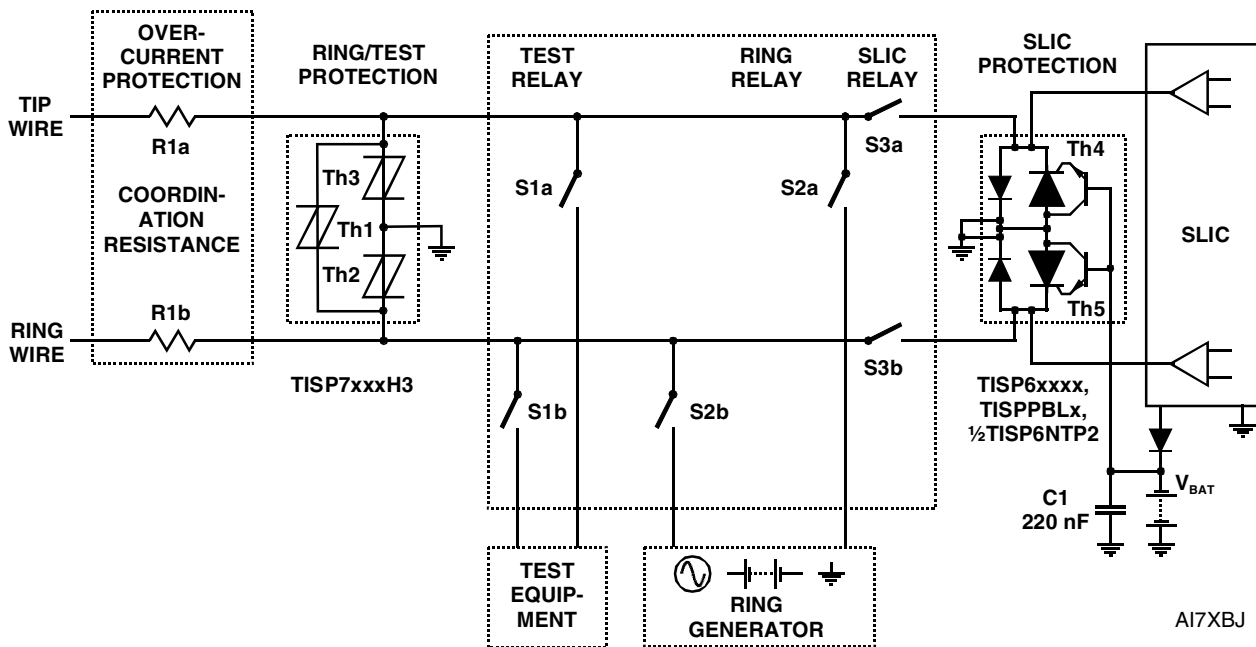 OVER-
CURRENT
PROTECTION
RING/TEST
PROTECTION
TEST
RELAY
RING
RELAY
SLIC
RELAY
SLIC
PROTECTION
TIP
WIRE
R1a
COORDIN-
ATION
RESISTANCE
R1b
RING
WIRE
Th3
Th1
Th2
TISP7xxxH3
S1a
S1b
S2a
S2b
S3a
S3b
Th4
Th5
SLIC
TISP6xxxx,
TISPPBLx,
½TISP6NTP2
C1
220 nF
VBAT
TEST
EQUIP-
MENT
RING
GENERATOR
AI7XBJ